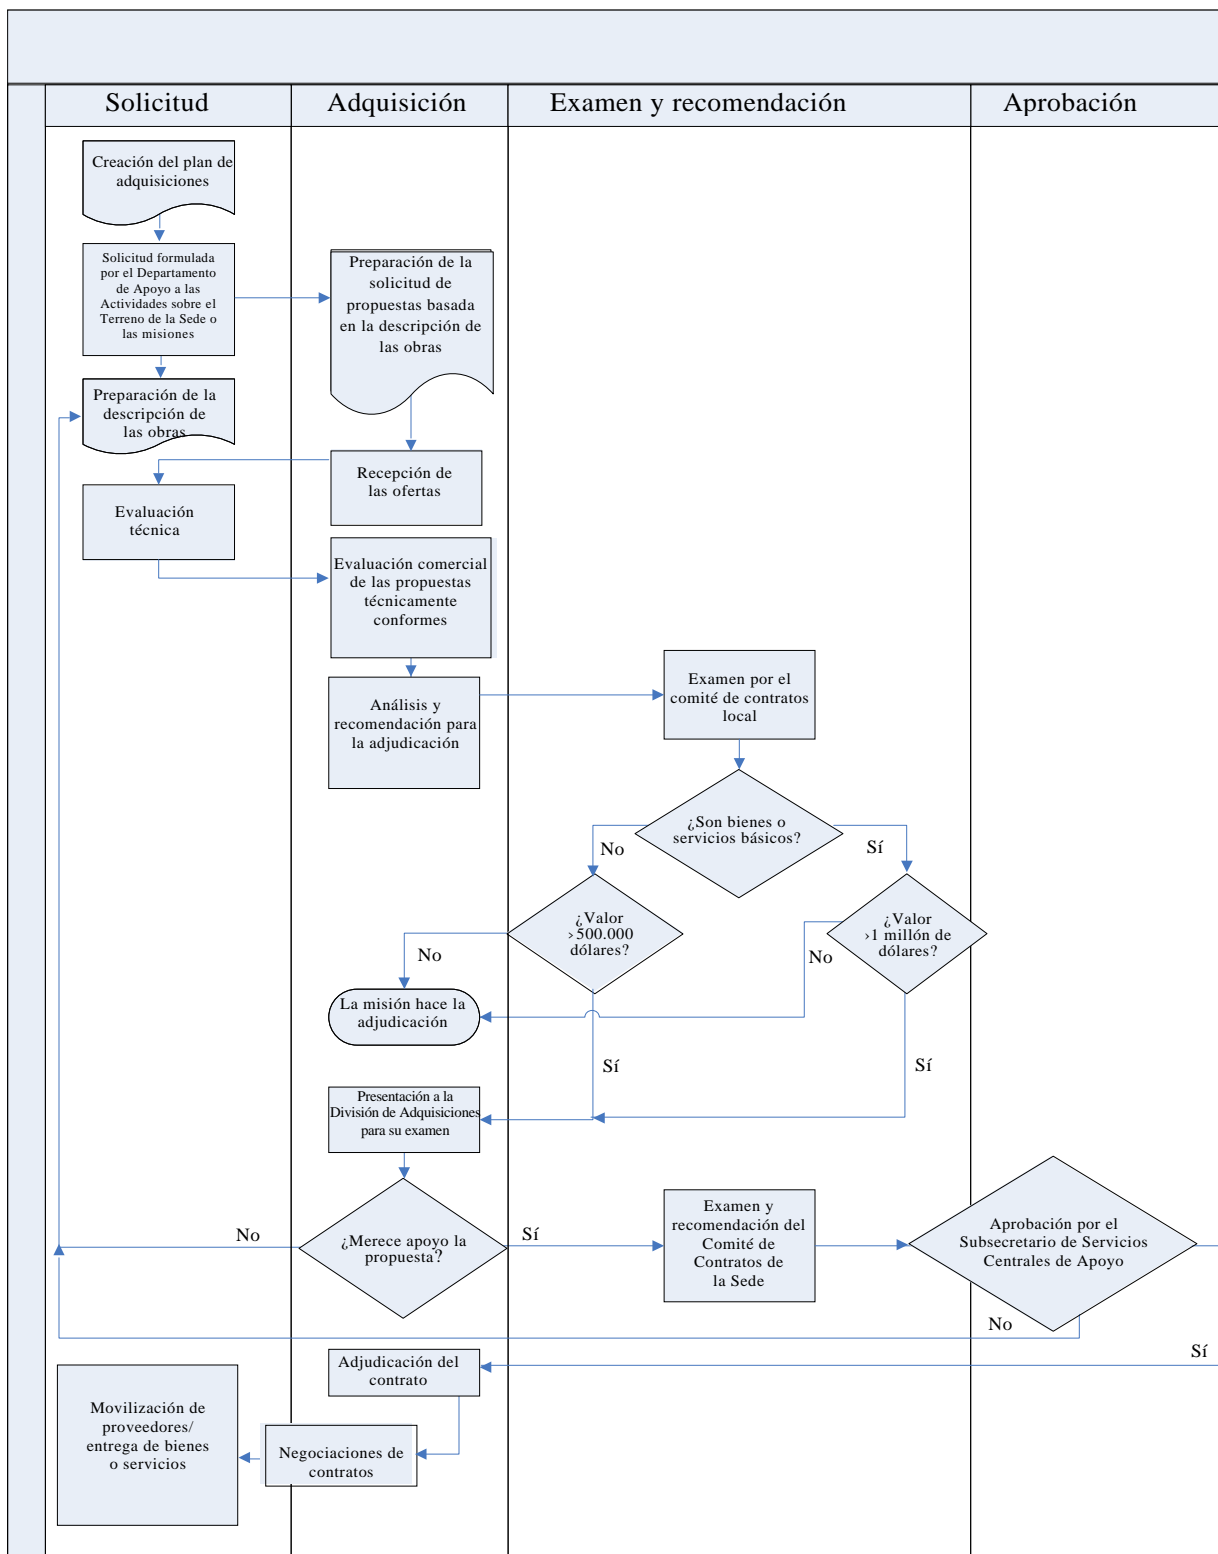 Solicitud
Adquisición
Examen y recomendación
Aprobación
Creación del plan de
adquisiciones
Solicitud formulada
por el Departamento
de Apoyo a las
Actividades sobre el
Terreno de la Sede o
las misiones
Preparación de la
solicitud de
propuestas basada
en la descripción de
las obras
Preparación de la
descripción de
las obras
Recepción de
las ofertas
Evaluación
técnica
Evaluación comercial
de las propuestas
técnicamente
conformes
Análisis y
recomendación para
la adjudicación
Examen por el
comité de contratos
local
¿Son bienes o
servicios básicos?
No
Sí
¿Valor
›500.000
dólares?
¿Valor
›1 millón de
dólares?
No
No
La misión hace la
adjudicación
Sí
Sí
Presentación a la
División de Adquisiciones
para su examen
¿Merece apoyo la
propuesta?
No
Sí
Examen y
recomendación del
Comité de
Contratos de
la Sede
Aprobación por el
Subsecretario de Servicios
Centrales de Apoyo
No
Sí
Adjudicación del
contrato
Negociaciones de
contratos
Movilización de
proveedores/
entrega de bienes
o servicios